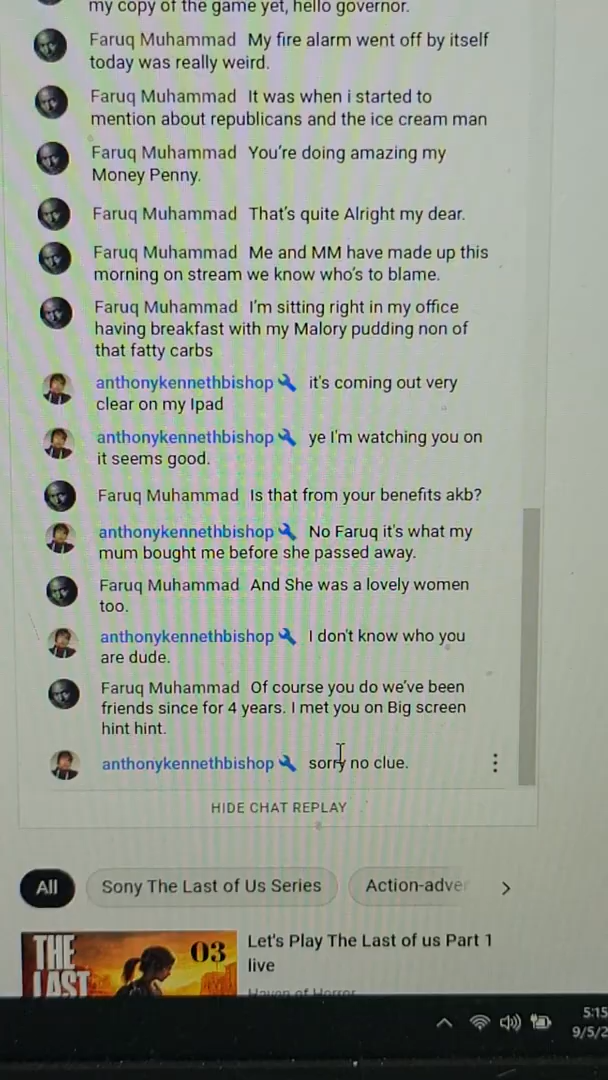 my copy of the game yet, hello governor.
Faruq Muhammad My fire alarm went off by itself
today was really weird.
Faruq Muhammad It was when i started to
mention about republicans and the ice cream man
Faruq Muhammad You're doing amazing my
Money Penny.
Faruq Muhammad That's quite Alright my dear.
Faruq Muhammad Me and MM have made up this
morning on stream we know who's to blame.
Faruq Muhammad I'm sitting right in my office
having breakfast with my Malory pudding non of
that fatty carbs
anthonykennethbishop it's coming out very
clear on my Ipad
anthonykennethbishop ye I'm watching you on
it seems good.
Faruq Muhammad Is that from your benefits akb?
anthonykennethbishop No Faruq it's what my
mum bought me before she passed away.
Faruq Muhammad And She was a lovely women
too.
anthonykennethbishop I don't know who you
are dude.
Faruq Muhammad Of course you do we've been
friends since for 4 years. I met you on Big screen
hint hint.
anthonykennethbishop sorry no clue.
HIDE CHAT REPLAY
All
Sony The Last of Us Series
Action-adver
THE
LAST
03
Let's Play The Last of us Part 1
live
Haven of Horror
5:15
9/5/2